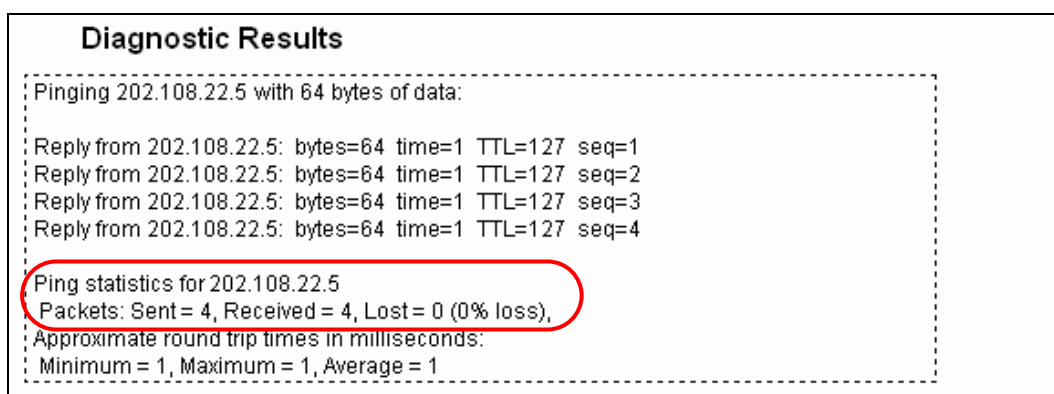 Diagnostic Results
Pinging 202.108.22.5 with 64 bytes of data:
Reply from 202.108.22.5: bytes=64 time=1 TTL=127 seq=1
Reply from 202.108.22.5: bytes=64 time=1 TTL=127 seq=2
Reply from 202.108.22.5: bytes=64 time=1 TTL=127 seq=3
Reply from 202.108.22.5: bytes=64 time=1 TTL=127 seq=4
Ping statistics for 202.108.22.5
Packets: Sent = 4, Received = 4, Lost = 0 (0% loss),
Approximate round trip times in milliseconds:
Minimum = 1, Maximum = 1, Average = 1